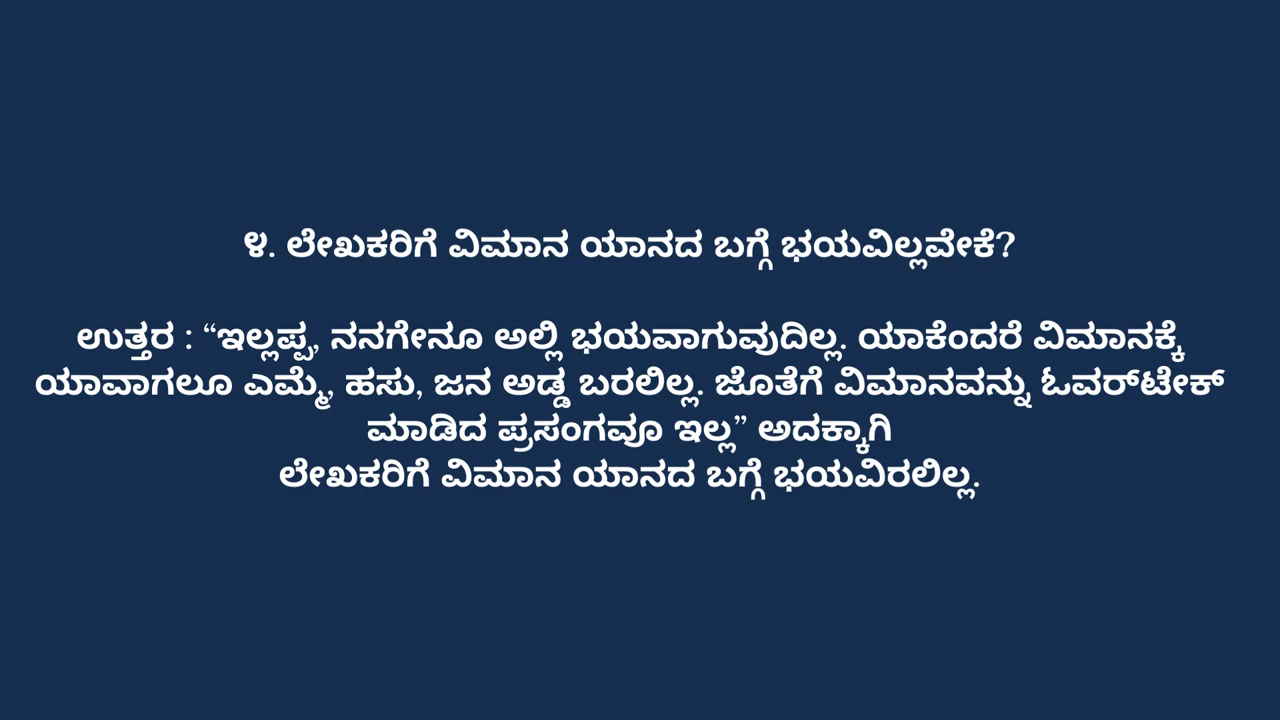 ೪. ಲೇಖಕರಿಗೆ ವಿಮಾನ ಯಾನದ ಬಗ್ಗೆ ಭಯವಿಲ್ಲವೇಕೆ?
ಉತ್ತರ : “ಇಲ್ಲಪ್ಪ, ನನಗೇನೂ ಅಲ್ಲಿ ಭಯವಾಗುವುದಿಲ್ಲ. ಯಾಕೆಂದರೆ ವಿಮಾನಕ್ಕೆ
ಯಾವಾಗಲೂ ಎಮ್ಮೆ, ಹಸು, ಜನ ಅಡ್ಡ ಬರಲಿಲ್ಲ. ಜೊತೆಗೆ ವಿಮಾನವನ್ನು ಓವರ್‌ಟೇಕ್
ಮಾಡಿದ ಪ್ರಸಂಗವೂ ಇಲ್ಲ” ಅದಕ್ಕಾಗಿ
ಲೇಖಕರಿಗೆ ವಿಮಾನ ಯಾನದ ಬಗ್ಗೆ ಭಯವಿರಲಿಲ್ಲ.